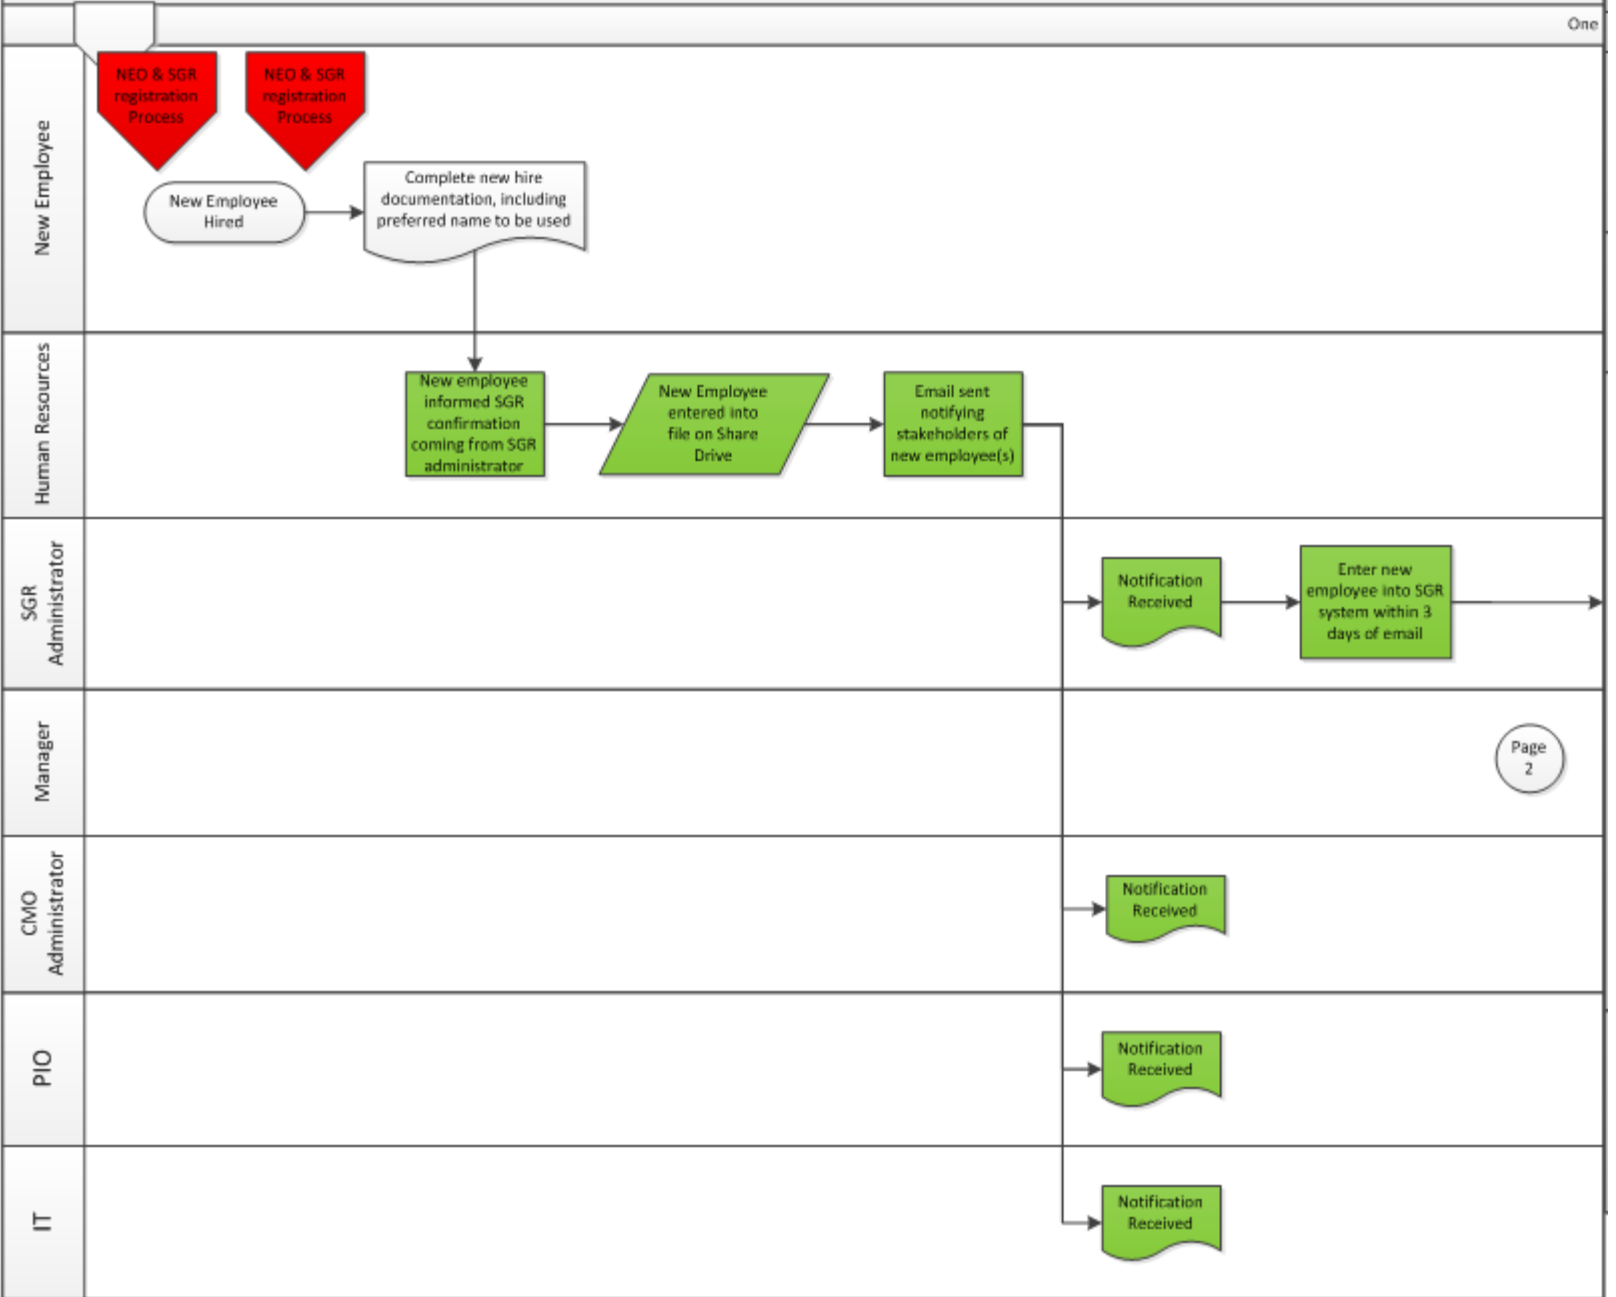 One
New Employee
NEO & SGR
registration
Process
NEO & SGR
registration
Process
New Employee
Hired
Complete new hire
documentation, including
preferred name to be used
Human Resources
New employee
informed SGR
confirmation
coming from SGR
administrator
New Employee
entered into
file on Share
Drive
Email sent
notifying
stakeholders of
new employee(s)
SGR
Administrator
Notification
Received
Enter new
employee into SGR
system within 3
days of email
Manager
Page
2
CMO
Administrator
Notification
Received
PIO
Notification
Received
IT
Notification
Received